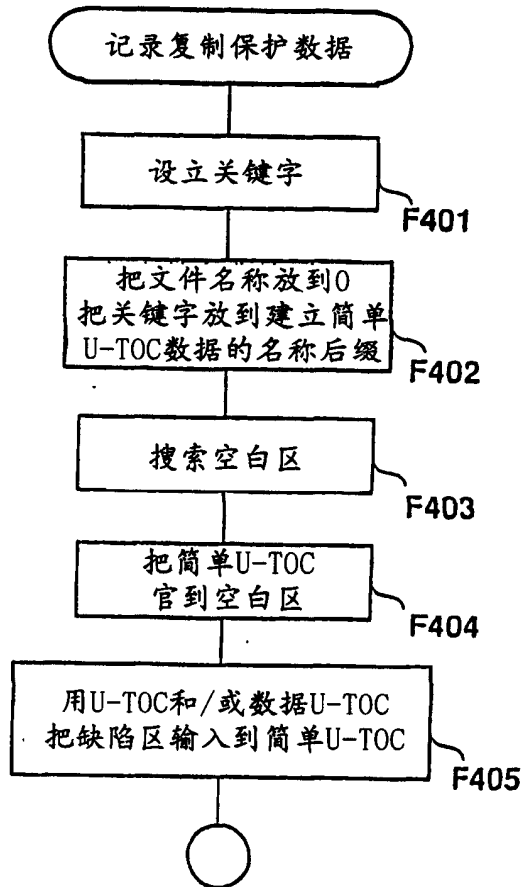 记录复制保护数据
设立关键字
F401
把文件名称放到0
把关键字放到建立简单
U-TOC数据的名称后缀
F402
搜索空白区
F403
把简单U-TOC
官到空白区
F404
用U-TOC和/或数据U-TOC
把缺陷区输入到简单U-TOC
F405